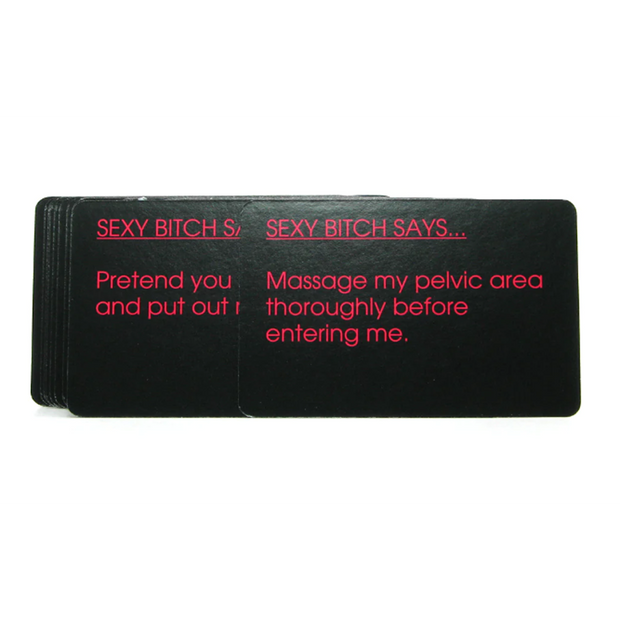 SEXY BITCH SA
Pretend you
and put out
SEXY BITCH SAYS...
Massage my pelvic area
thoroughly before
entering me.